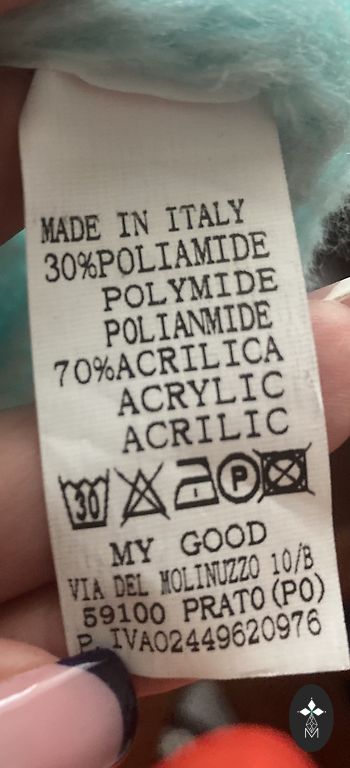 MADE IN ITALY
30%POLIAMIDE
POLYMIDE
POLIANMIDE
70%ACRILICA
ACRYLIC
ACRILIC
30 P
MY GOOD
VIA DEL MOLINUZZO 10/B
59100 PRATO(PO)
P.IVA02449620976